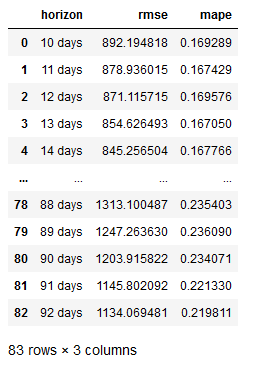 horizon rmse mape
0 10 days 892.194818 0.169289
1 11 days 878.936015 0.167429
2 12 days 871.115715 0.169576
3 13 days 854.626493 0.167050
4 14 days 845.256504 0.167766
... ... ... ...
78 88 days 1313.100487 0.235403
79 89 days 1247.263630 0.236090
80 90 days 1203.915822 0.234071
81 91 days 1145.802092 0.221330
82 92 days 1134.069481 0.219811
83 rows × 3 columns